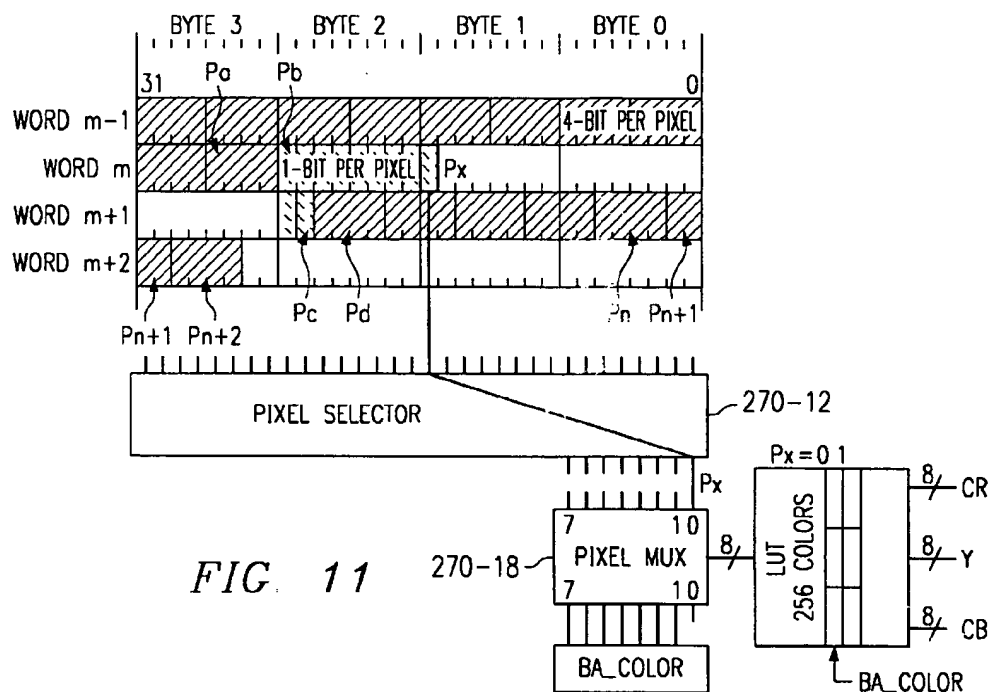 BYTE 3 BYTE 2 BYTE 1 BYTE 0
31 Pa Pb 0
WORD m-1 4-BIT PER PIXEL
WORD m 1-BIT PER PIXEL Px
WORD m+1
WORD m+2
Pn+1 Pn+2 Pc Pd Pn Pn+1
PIXEL SELECTOR 270-12
Px
Px=0 1
7 1 0
270-18 PIXEL MUX 8
7 1 0
LUT
256 COLORS
8 CR
8 Y
8 CB
BA_COLOR
BA_COLOR
FIG. 11